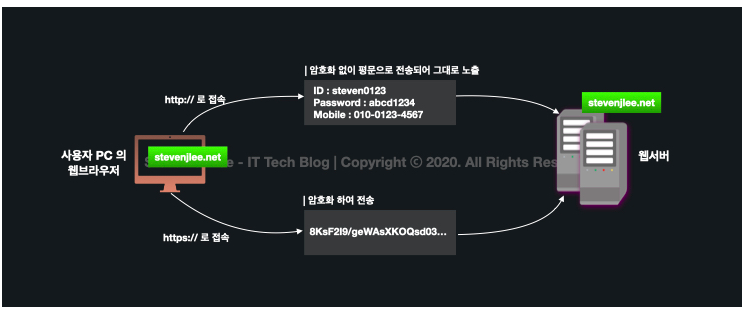 | 암호화 없이 평문으로 전송되어 그대로 노출
http:// 로 접속
ID : steven0123
Password : abcd1234
Mobile : 010-0123-4567
stevenjlee.net
사용자 PC 의
웹브라우저
stevenjlee.net
e - IT Tech Blog | Copyright © 2020. All Rights Res
웹서버
| 암호화 하여 전송
https:// 로 접속
8KsF2I9/geWAsXKOQsd03...